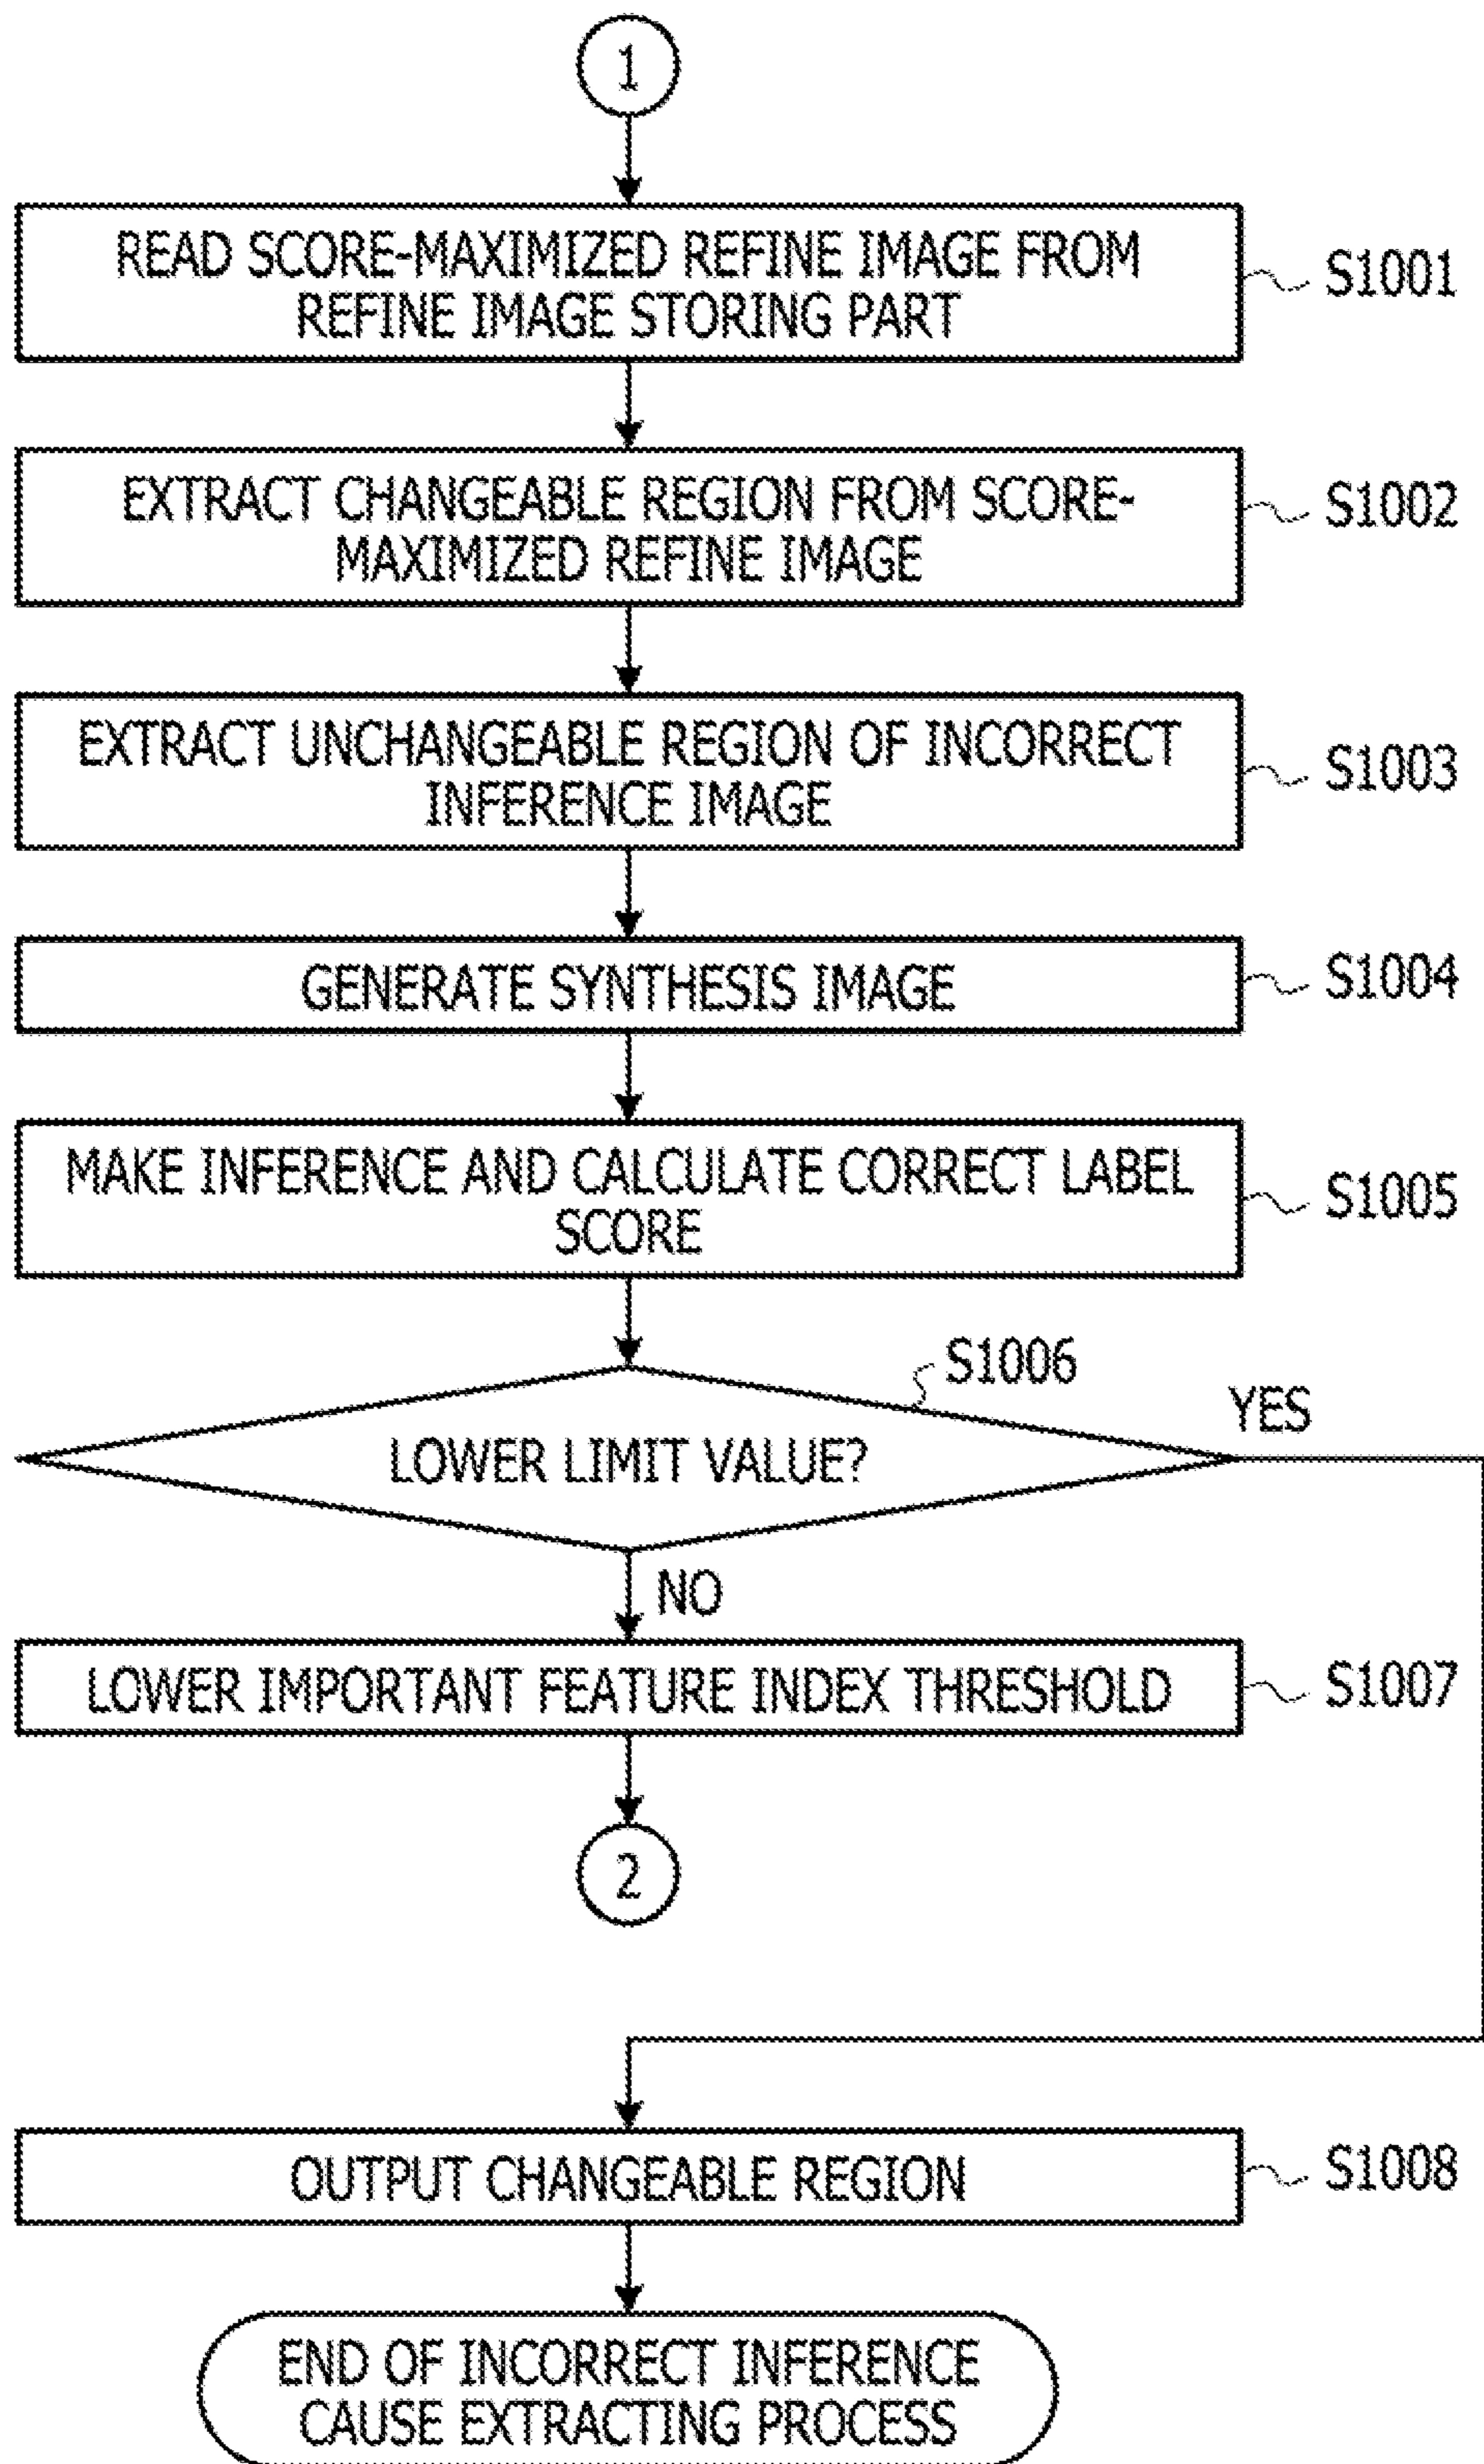 1
READ SCORE-MAXIMIZED REFINE IMAGE FROM
REFINE IMAGE STORING PART
S1001
EXTRACT CHANGEABLE REGION FROM SCORE-
MAXIMIZED REFINE IMAGE
S1002
EXTRACT UNCHANGEABLE REGION OF INCORRECT
INFERENCE IMAGE
S1003
GENERATE SYNTHESIS IMAGE
S1004
MAKE INFERENCE AND CALCULATE CORRECT LABEL
SCORE
S1005
S1006
YES
LOWER LIMIT VALUE?
NO
LOWER IMPORTANT FEATURE INDEX THRESHOLD
S1007
2
OUTPUT CHANGEABLE REGION
S1008
END OF INCORRECT INFERENCE
CAUSE EXTRACTING PROCESS